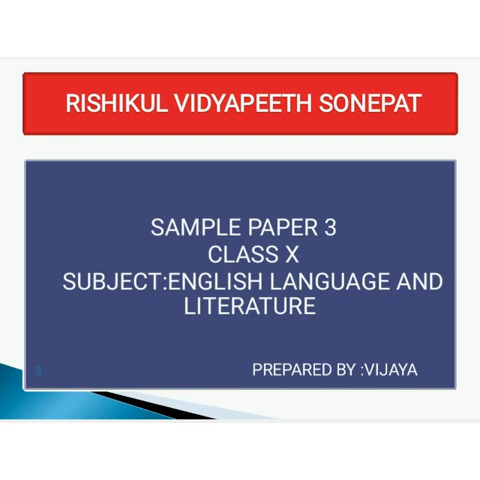 RISHIKUL VIDYAPEETH SONEPAT
SAMPLE PAPER 3
CLASS X
SUBJECT:ENGLISH LANGUAGE AND
LITERATURE
PREPARED BY :VIJAYA